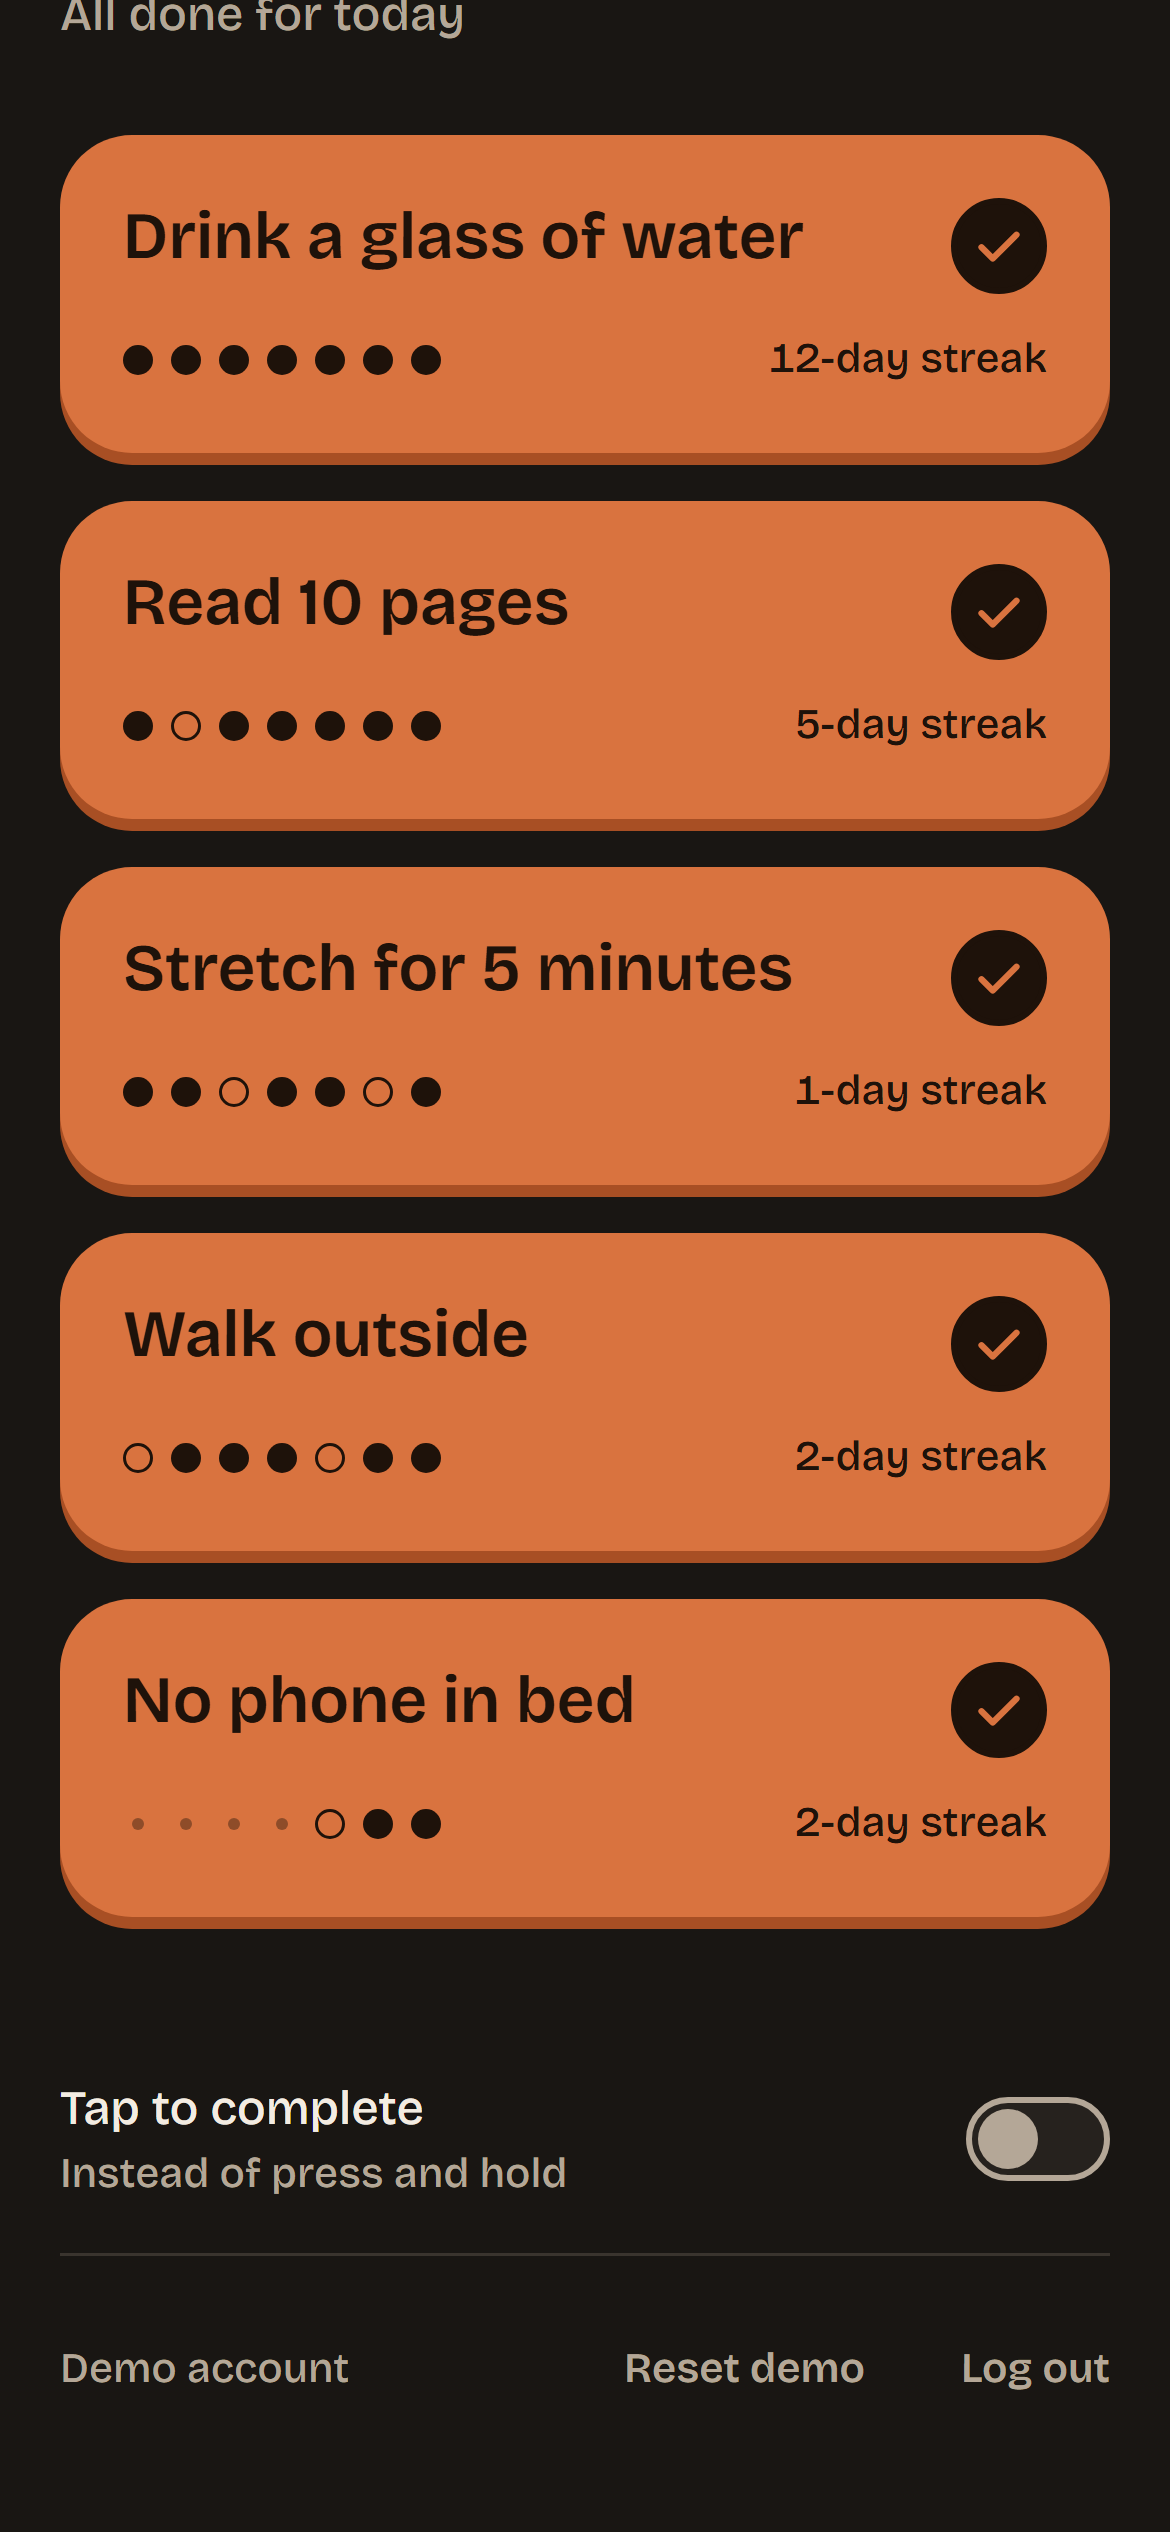 All done for today
Drink a glass of water
12-day streak
Read 10 pages
5-day streak
Stretch for 5 minutes
1-day streak
Walk outside
2-day streak
No phone in bed
2-day streak
Tap to complete
Instead of press and hold
Demo account
Reset demo
Log out